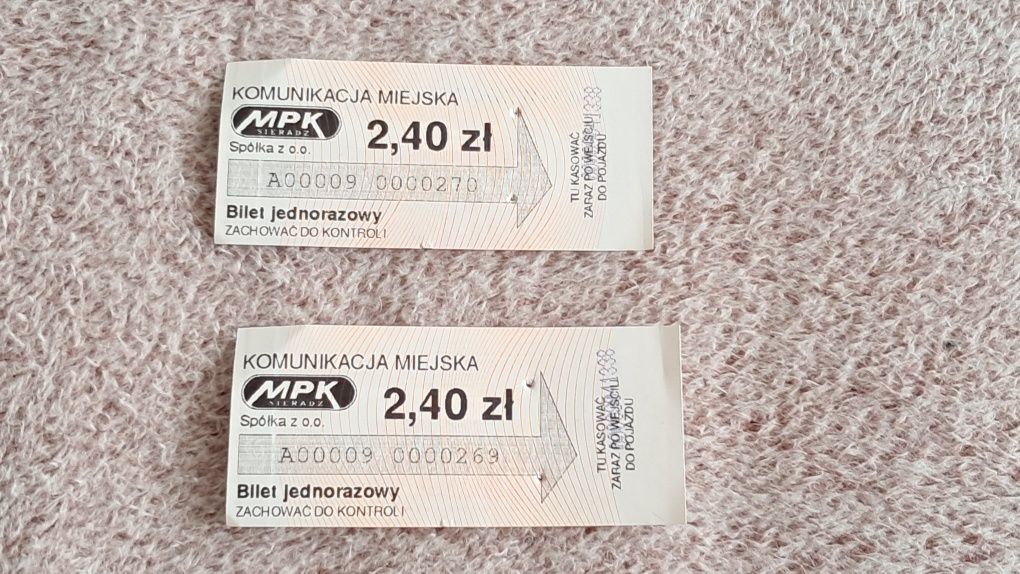 KOMUNIKACJA MIEJSKA
MPK
SIERADZ
Spółka z o.o.
2,40 zł
A00009 0000270
Bilet jednorazowy
ZACHOWAĆ DO KONTROLI
TU KASOWAĆ
ZARAZ PO WEJŚCIU
DO POJAZDU
KOMUNIKACJA MIEJSKA
MPK
SIERADZ
Spółka z o.o.
2,40 zł
A00009 0000269
Bilet jednorazowy
ZACHOWAĆ DO KONTROLI
TU KASOWAĆ
ZARAZ PO WEJŚCIU
DO POJAZDU